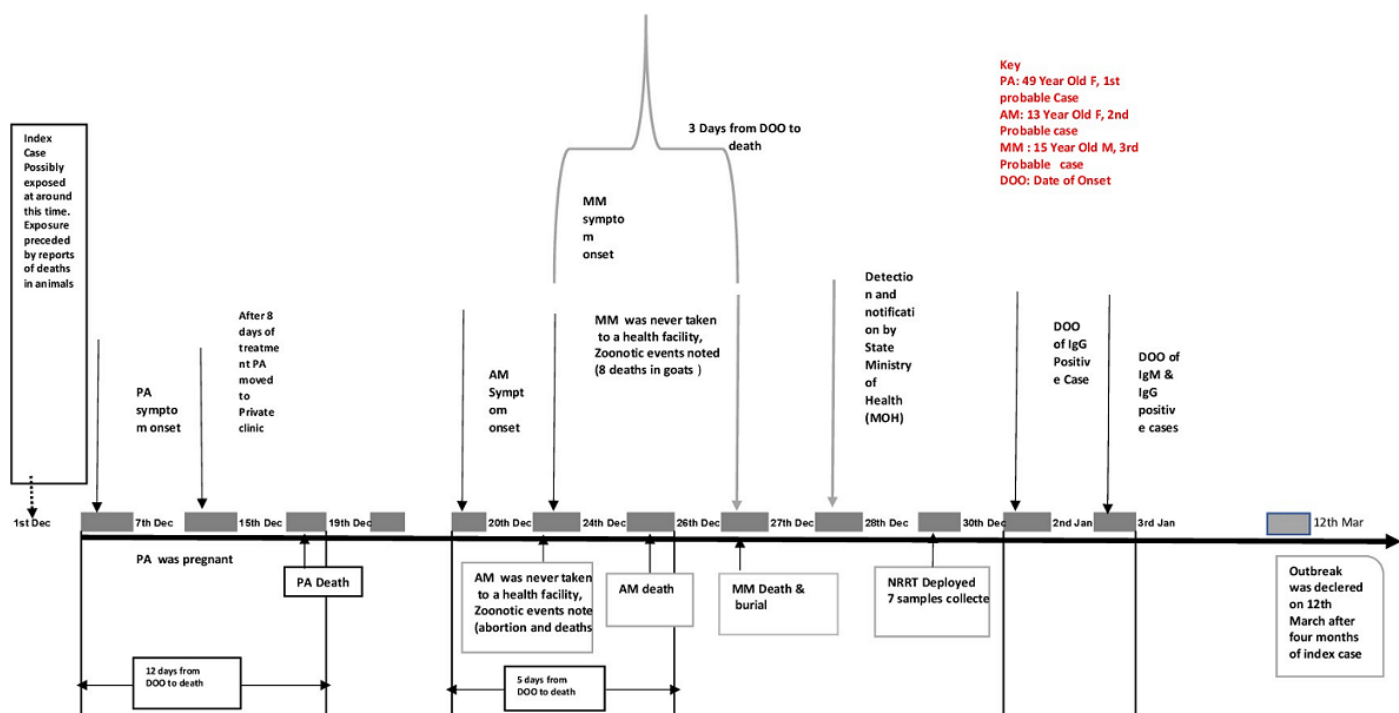 Key
PA: 49 Year Old F, 1st
probable Case
AM: 13 Year Old F, 2nd
Probable case
MM : 15 Year Old M, 3rd
Probable case
DOO: Date of Onset
3 Days from DOO to
death
Index
Case
Possibly
exposed
at around
this time.
Exposure
preceded
by reports
of deaths
in animals
PA
sympto
m onset
After 8
days of
treatme
nt PA
moved
to
Private
clinic
AM
Sympt
om
onset
MM
sympto
m
onset
MM was never taken
to a health facility,
Zoonotic events noted
(8 deaths in goats )
Detectio
n and
notificati
on by
State
Ministry
of
Health
(MOH)
DOO
of IgG
Positiv
e Case
DOO of
IgM &
IgG
positiv
e cases
1st Dec
7th Dec
15th Dec
19th Dec
20th Dec
24th Dec
26th Dec
27th Dec
28th Dec
30th Dec
2nd Jan
3rd Jan
12th Mar
PA was pregnant
PA Death
AM was never taken
to a health facility,
Zoonotic events note
(abortion and deaths
AM death
MM Death &
burial
NRRT Deployed
7 samples collecte
Outbreak
was declered
on 12th
March after
four months
of index case
12 days from
DOO to death
5 days from
DOO to death